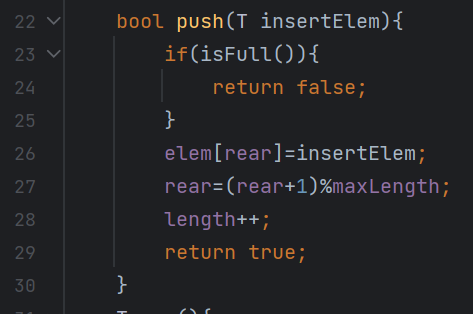 22 bool push(T insertElem){
23 if(isFull()){
24 return false;
25 }
26 elem[rear]=insertElem;
27 rear=(rear+1)%maxLength;
28 length++;
29 return true;
30 }